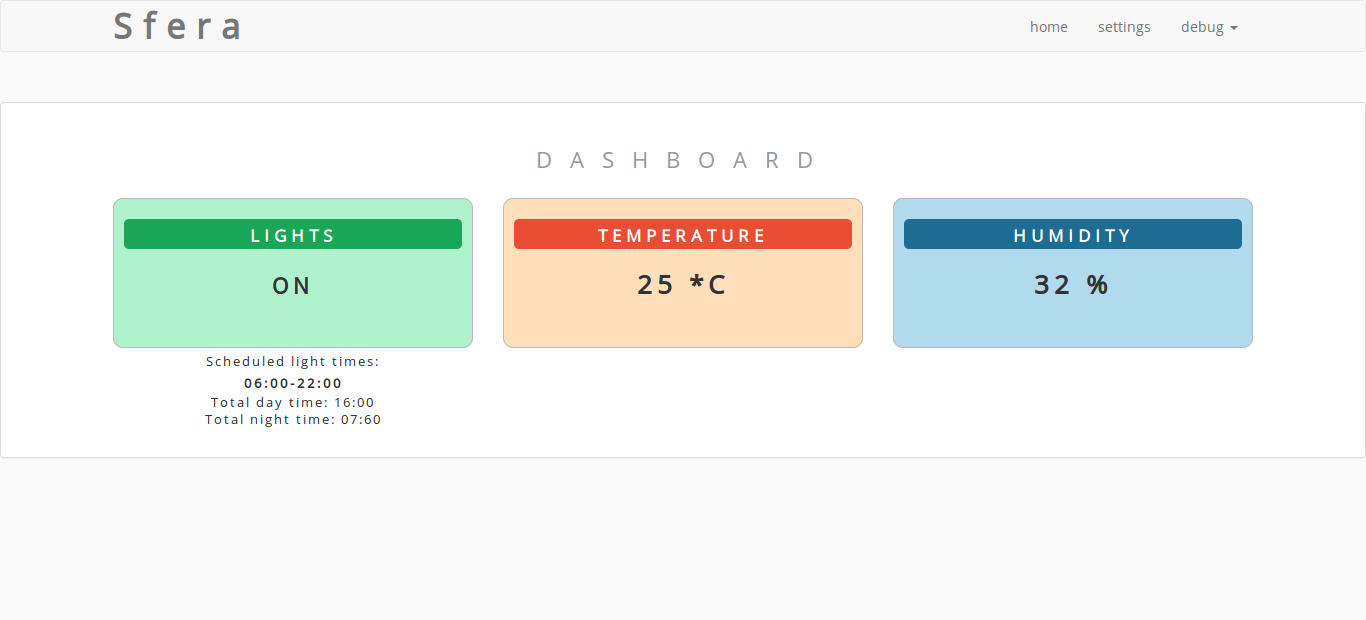 Sfera
home settings debug
DASHBOARD
LIGHTS
ON
Scheduled light times:
06:00-22:00
Total day time: 16:00
Total night time: 07:60
TEMPERATURE
25 *C
HUMIDITY
32 %